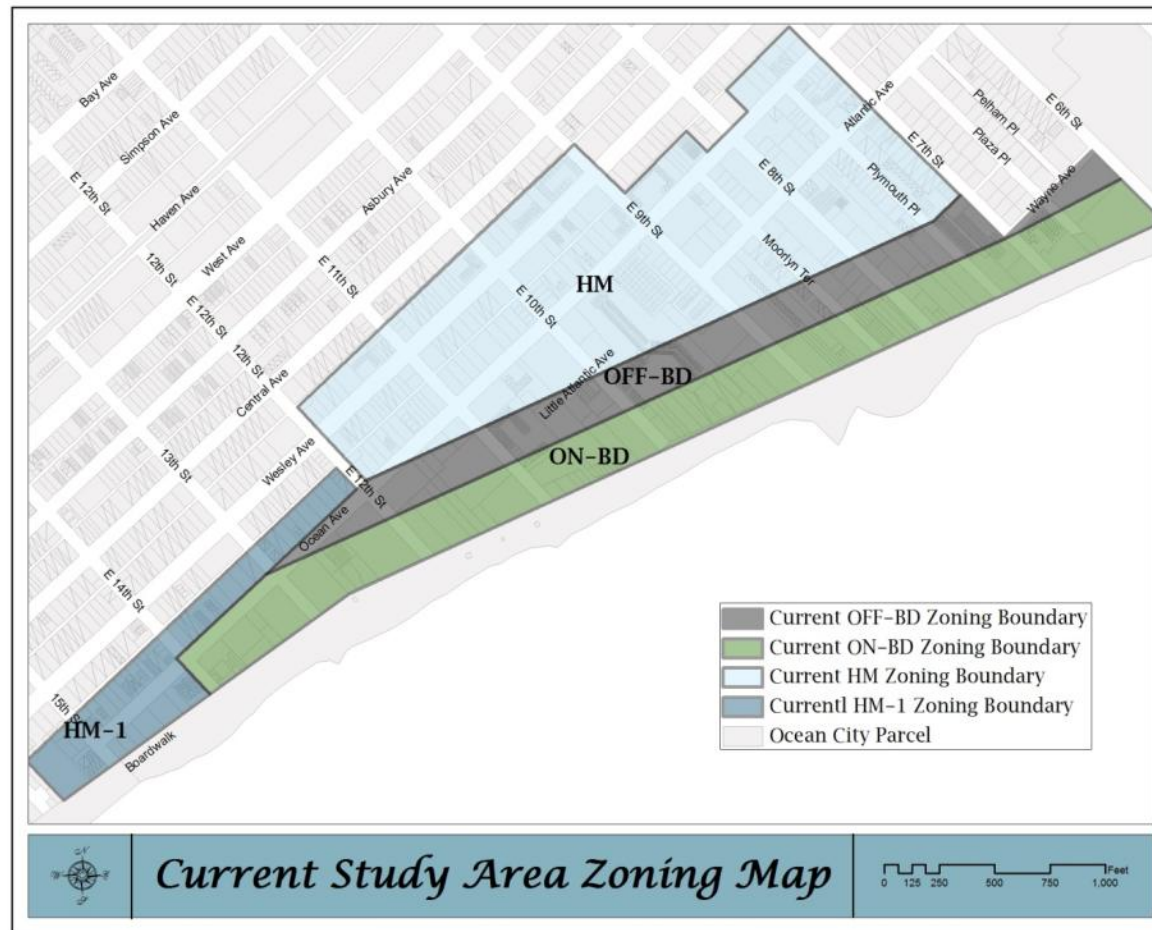 Bay Ave
Simpson Ave
E 12th St
Haven Ave
Asbury Ave
12th St
West Ave
E 11th St
E 12th St
12th St
Central Ave
13th St
Wesley Ave
E 12th St
Ocean Ave
E 14th St
15th St
Boardwalk
E 6th St
Pelham Pl
Plaza Pl
Atlantic Ave
E 7th St
Wayne Ave
Plymouth Pl
E 8th St
E 9th St
Moorlyn Ter
E 10th St
Little Atlantic Ave
HM
OFF-BD
ON-BD
HM-1
Current OFF-BD Zoning Boundary
Current ON-BD Zoning Boundary
Current HM Zoning Boundary
Currentl HM-1 Zoning Boundary
Ocean City Parcel
Current Study Area Zoning Map
Feet
0 125 250 500 750 1,000